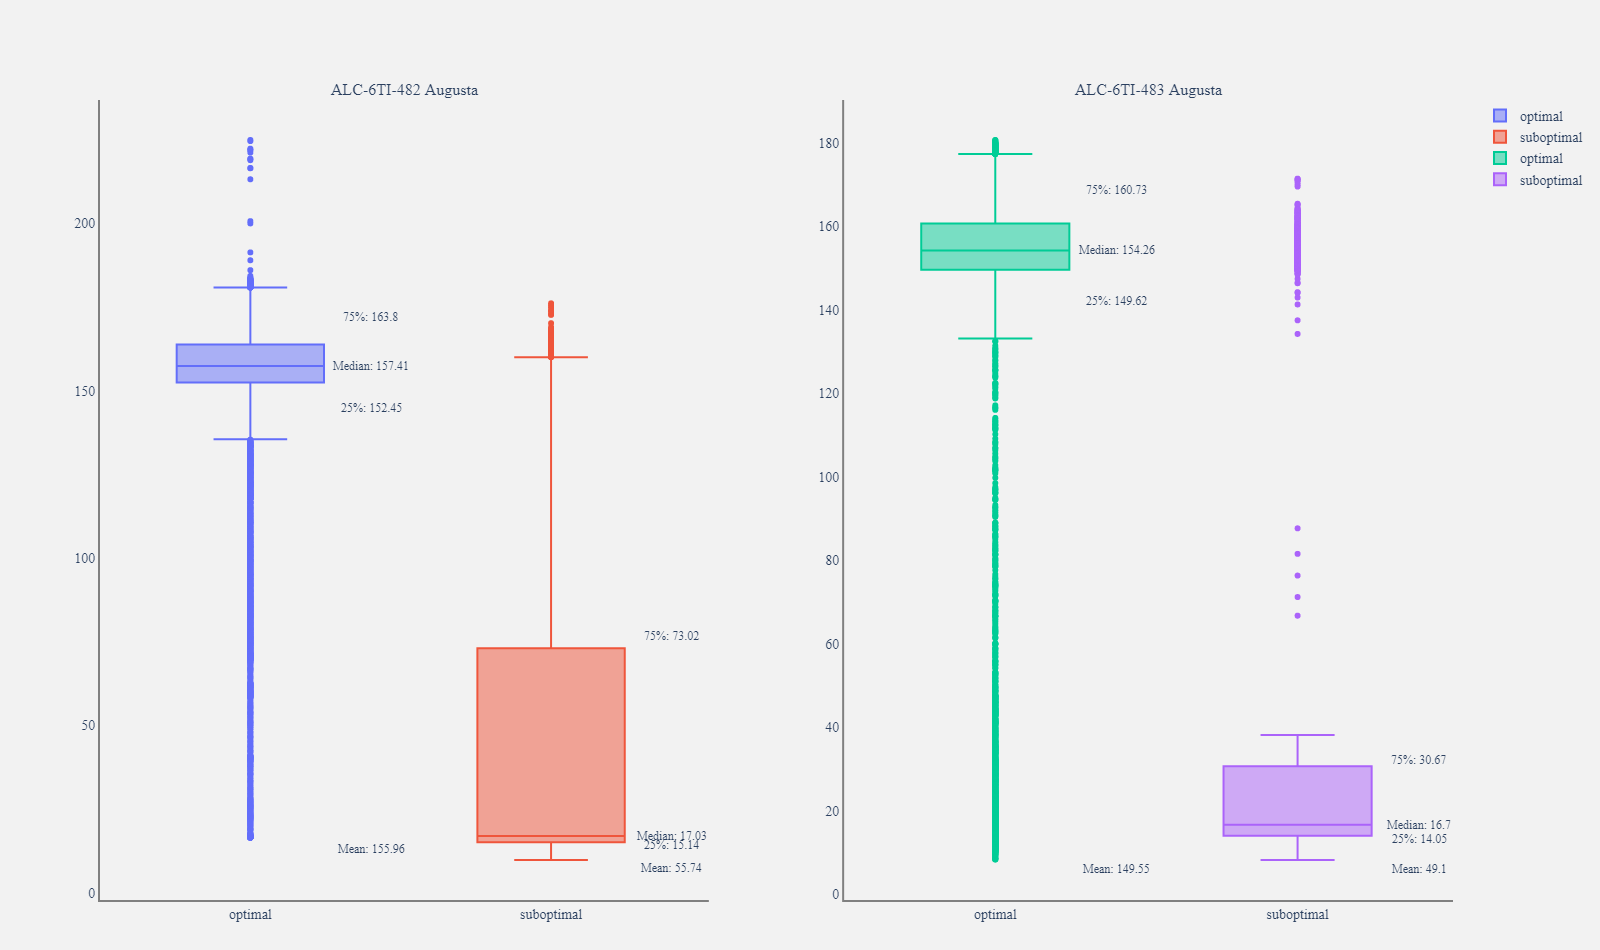 ALC-6TI-482 Augusta
200
150
100
50
0
75%: 163.8
Median: 157.41
25%: 152.45
Mean: 155.96
75%: 73.02
Median: 17.03
25%: 15.14
Mean: 55.74
optimal
suboptimal
ALC-6TI-483 Augusta
180
160
140
120
100
80
60
40
20
0
75%: 160.73
Median: 154.26
25%: 149.62
Mean: 149.55
75%: 30.67
Median: 16.7
25%: 14.05
Mean: 49.1
optimal
suboptimal
optimal
suboptimal
optimal
suboptimal